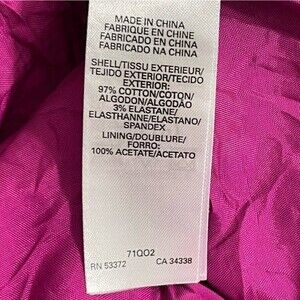 MADE IN CHINA
FABRIQUE EN CHINE
FABRICADO EN CHINA
FABRICADO NA CHINA
SHELL/TISSU EXTERIEUR/
TEJIDO EXTERIOR/TECIDO
EXTERIOR:
97% COTTON/COTON/
ALGODON/ALGODÃO
3% ELASTANE/
ELASTHANNE/ELASTANO/
SPANDEX
LINING/DOUBLURE/
FORRO:
100% ACETATE/ACETATO
71QO2
RN 53372 CA 34338